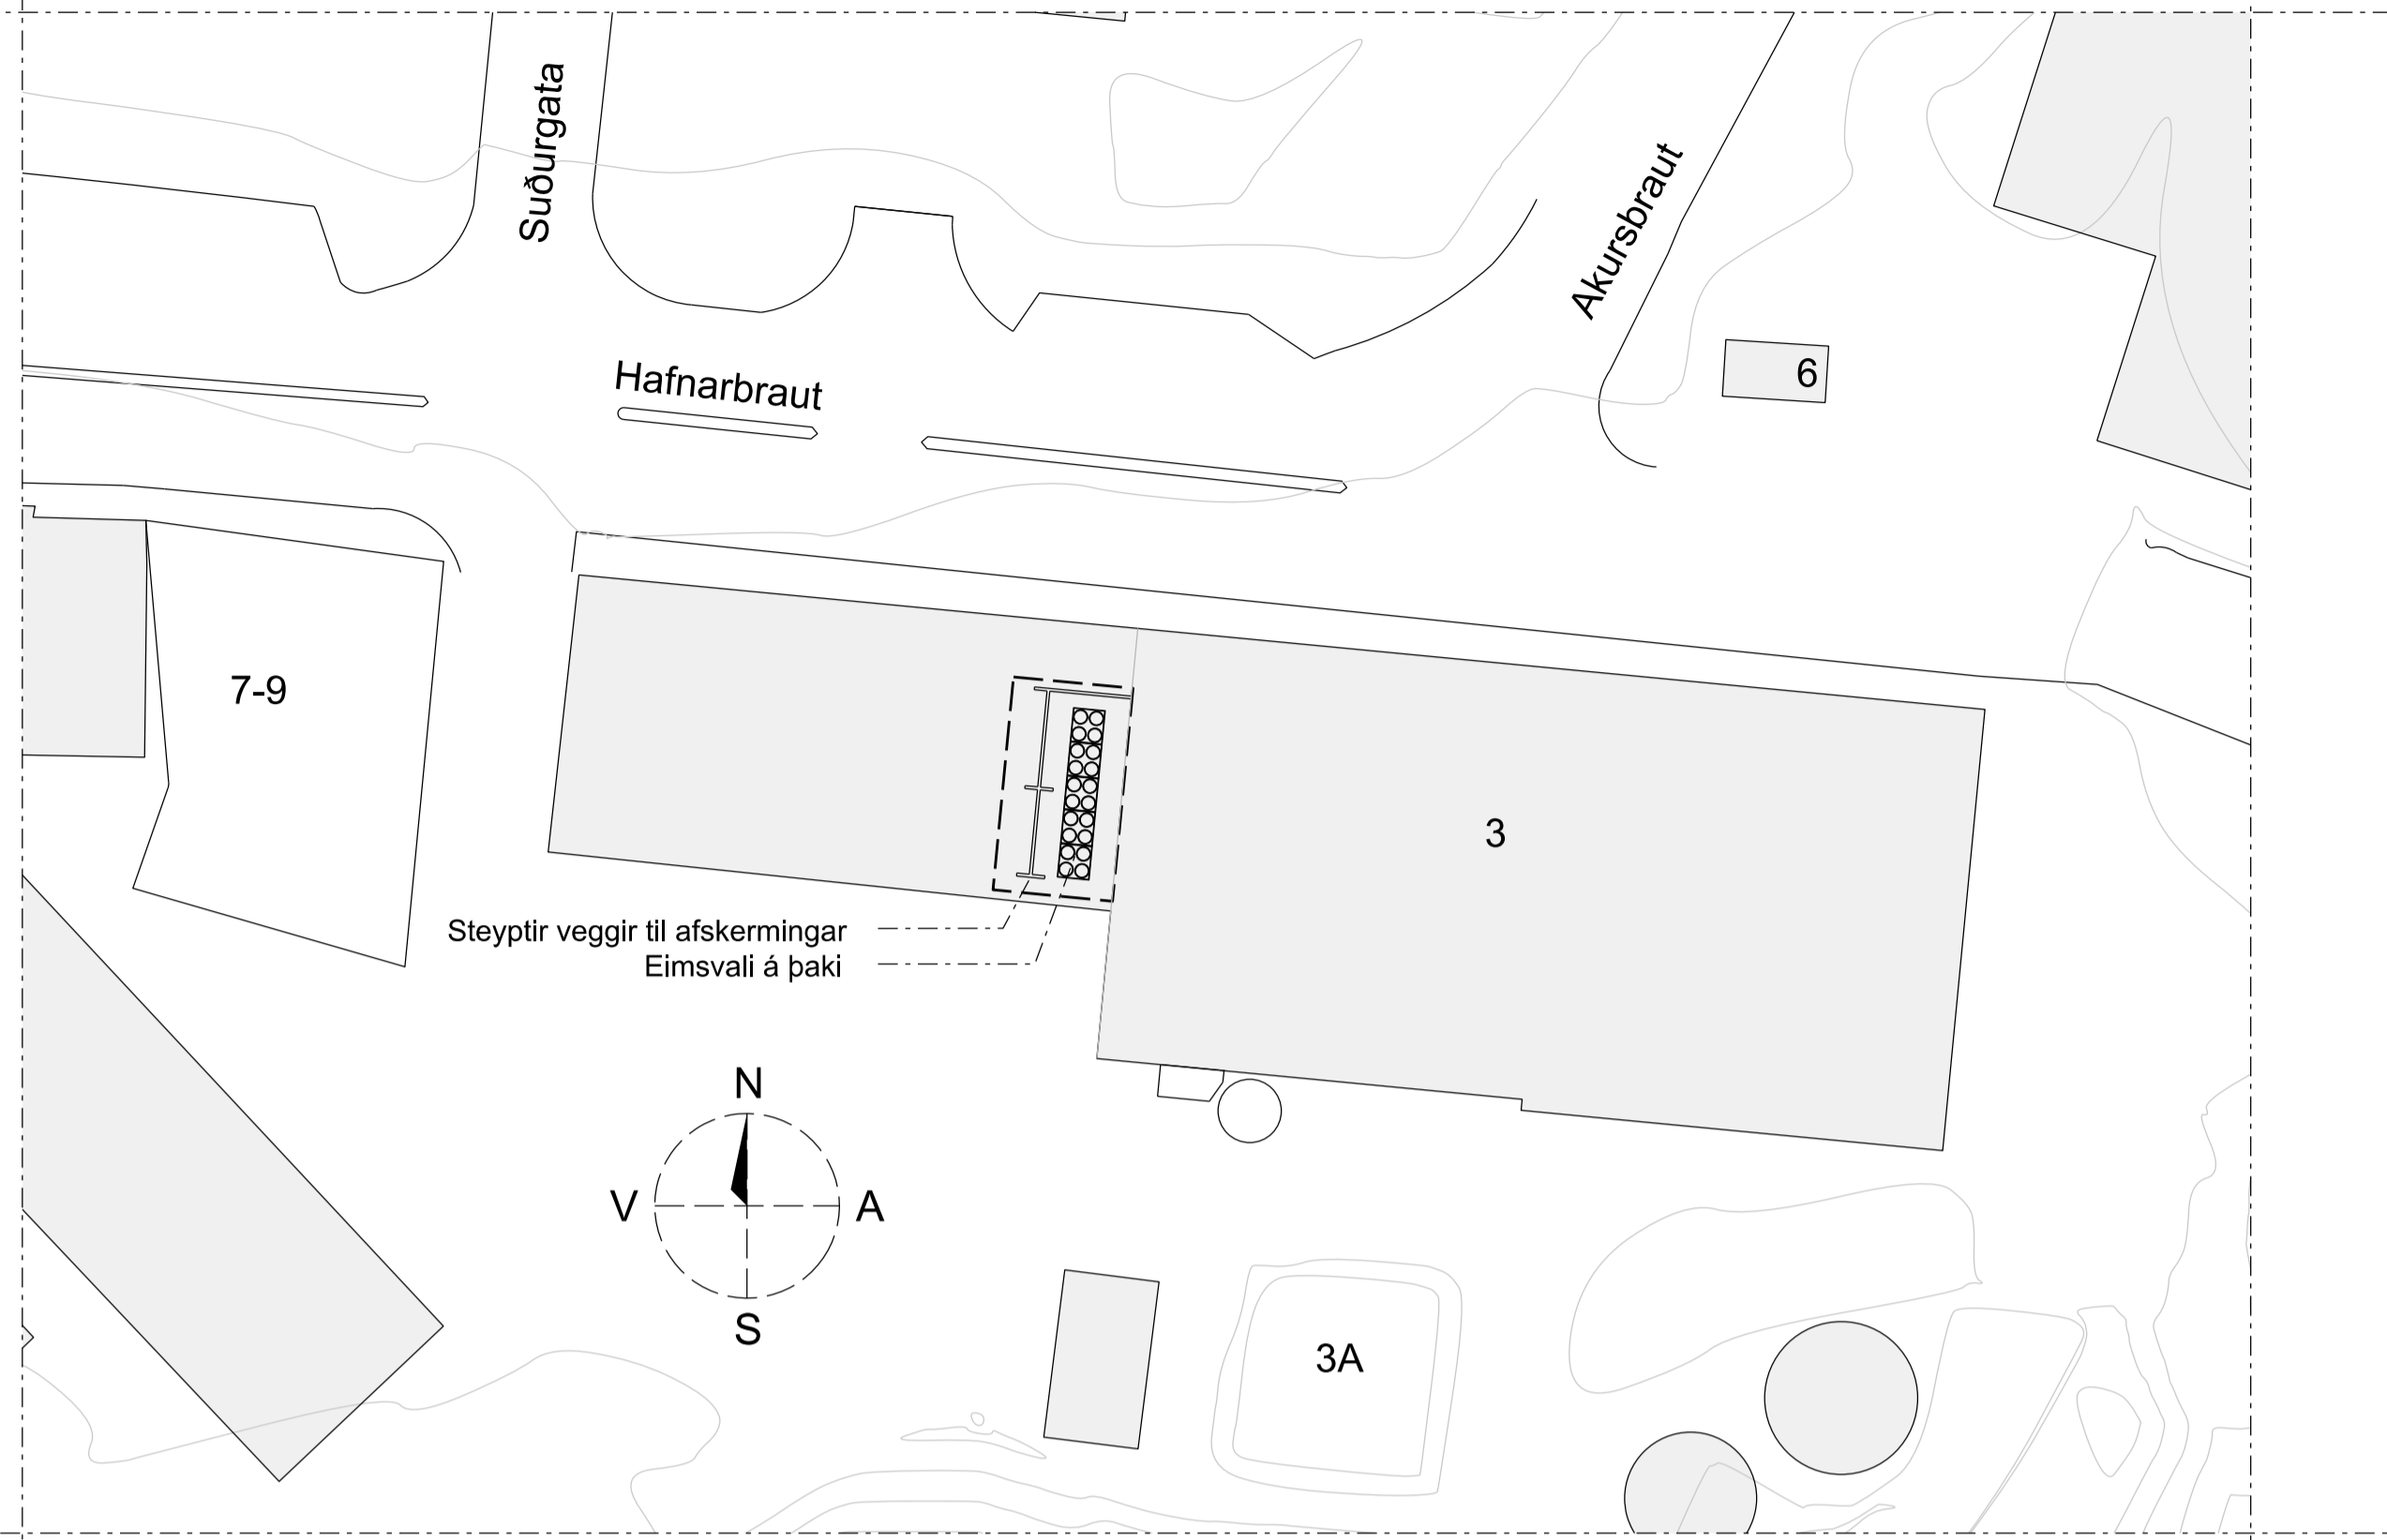 Suðurgata
Akursbraut
Hafnarbraut
6
7-9
3
Steyptir veggir til afskermingar
Eimsvali á þaki
N
V
A
S
3A